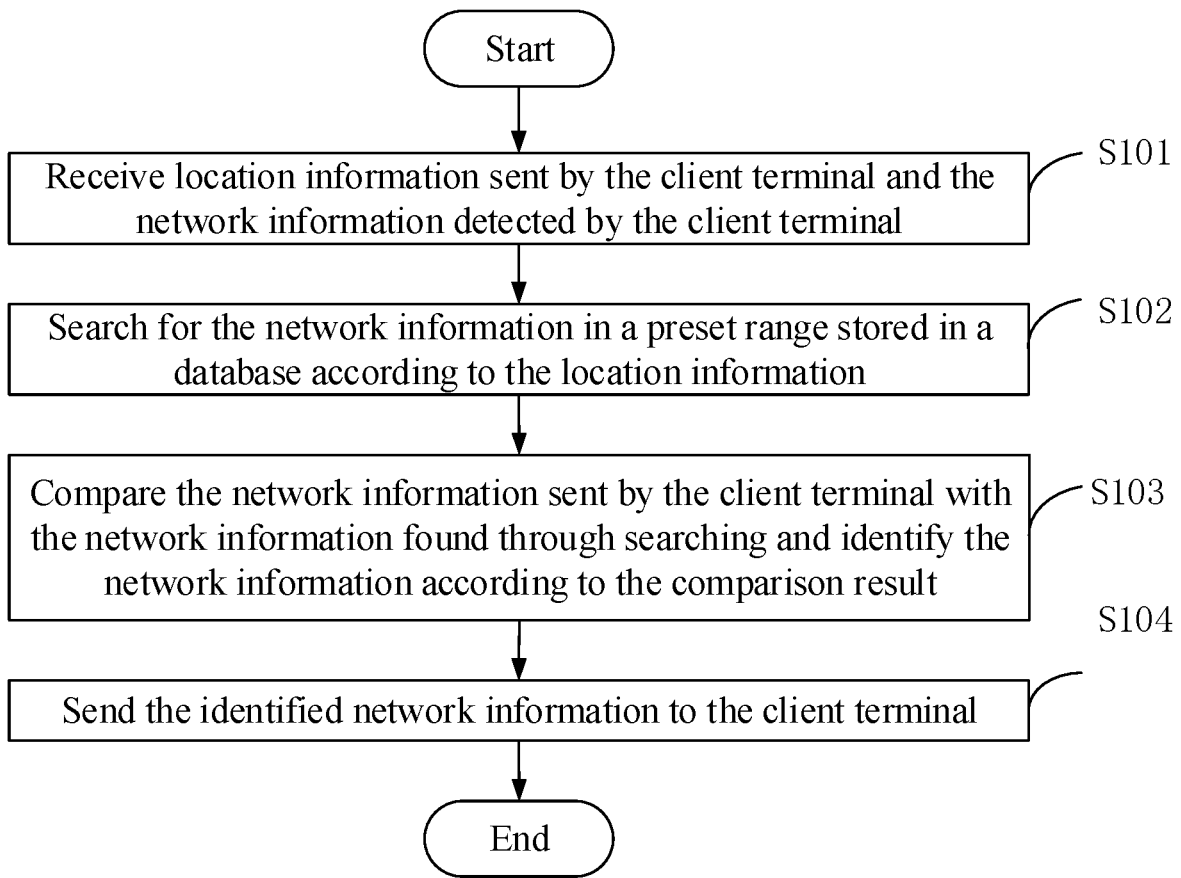 Start
S101
Receive location information sent by the client terminal and the
network information detected by the client terminal
S102
Search for the network information in a preset range stored in a
database according to the location information
S103
Compare the network information sent by the client terminal with
the network information found through searching and identify the
network information according to the comparison result
S104
Send the identified network information to the client terminal
End